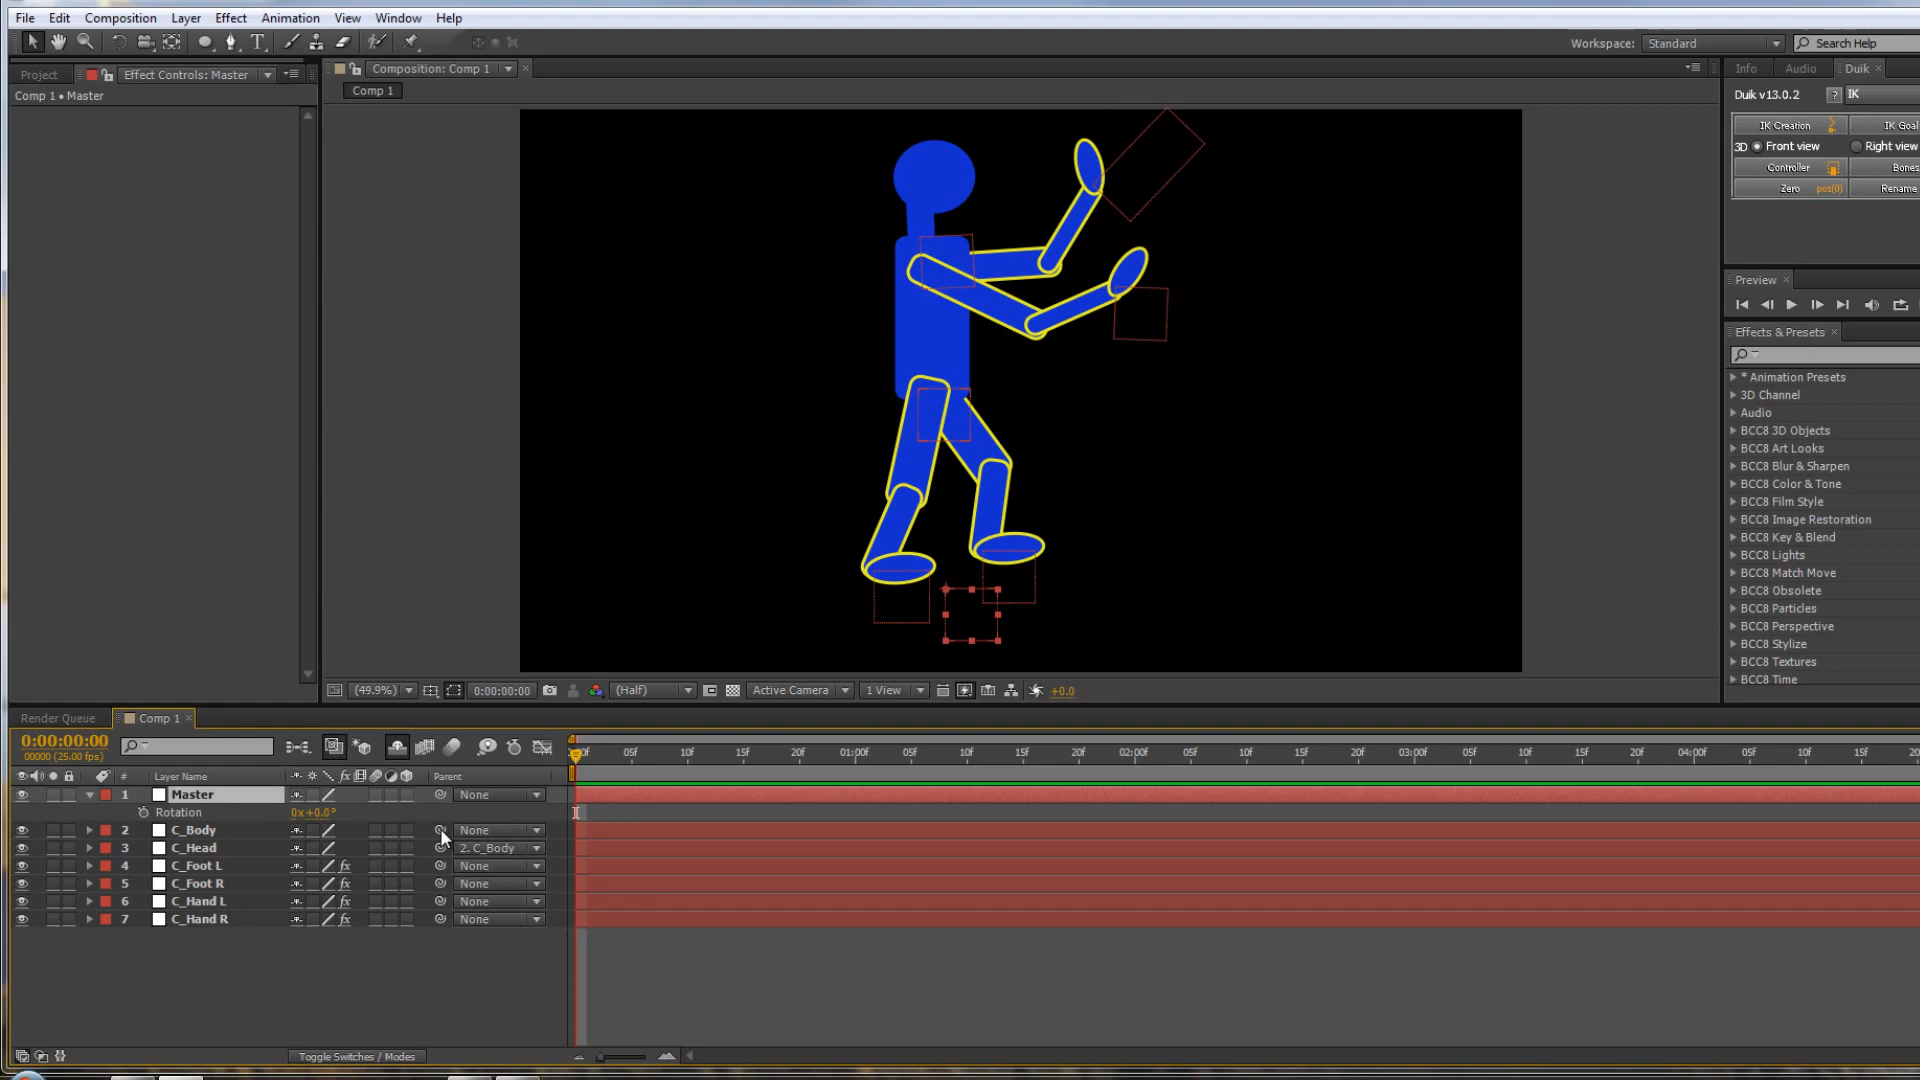 File Edit Composition Layer Effect Animation View Window Help
Workspace: Standard Search Help
Project Effect Controls: Master Composition: Comp 1 Info Audio Duik
Comp 1 • Master Comp 1 Duik v13.0.2 ? IK
IK Creation IK Goal
3D Front view Right view
Controller Bones
Zero pos(0) Rename
Preview
Effects & Presets
* Animation Presets
3D Channel
Audio
BCC8 3D Objects
BCC8 Art Looks
BCC8 Blur & Sharpen
BCC8 Color & Tone
BCC8 Film Style
BCC8 Image Restoration
BCC8 Key & Blend
BCC8 Lights
BCC8 Match Move
BCC8 Obsolete
BCC8 Particles
BCC8 Perspective
BCC8 Stylize
BCC8 Textures
BCC8 Time
(49.9%) 0:00:00:00 (Half) Active Camera 1 View +0.0
Render Queue Comp 1
0:00:00:00
00000 (25.00 fps)
05f 10f 15f 20f 01:00f 05f 10f 15f 20f 02:00f 05f 10f 15f 20f 03:00f 05f 10f 15f 20f 04:00f 05f 10f 15f
# Layer Name fx Parent
1 Master None
Rotation 0x+0.0°
2 C_Body None
3 C_Head 2. C_Body
4 C_Foot L fx None
5 C_Foot R fx None
6 C_Hand L fx None
7 C_Hand R fx None
Toggle Switches / Modes